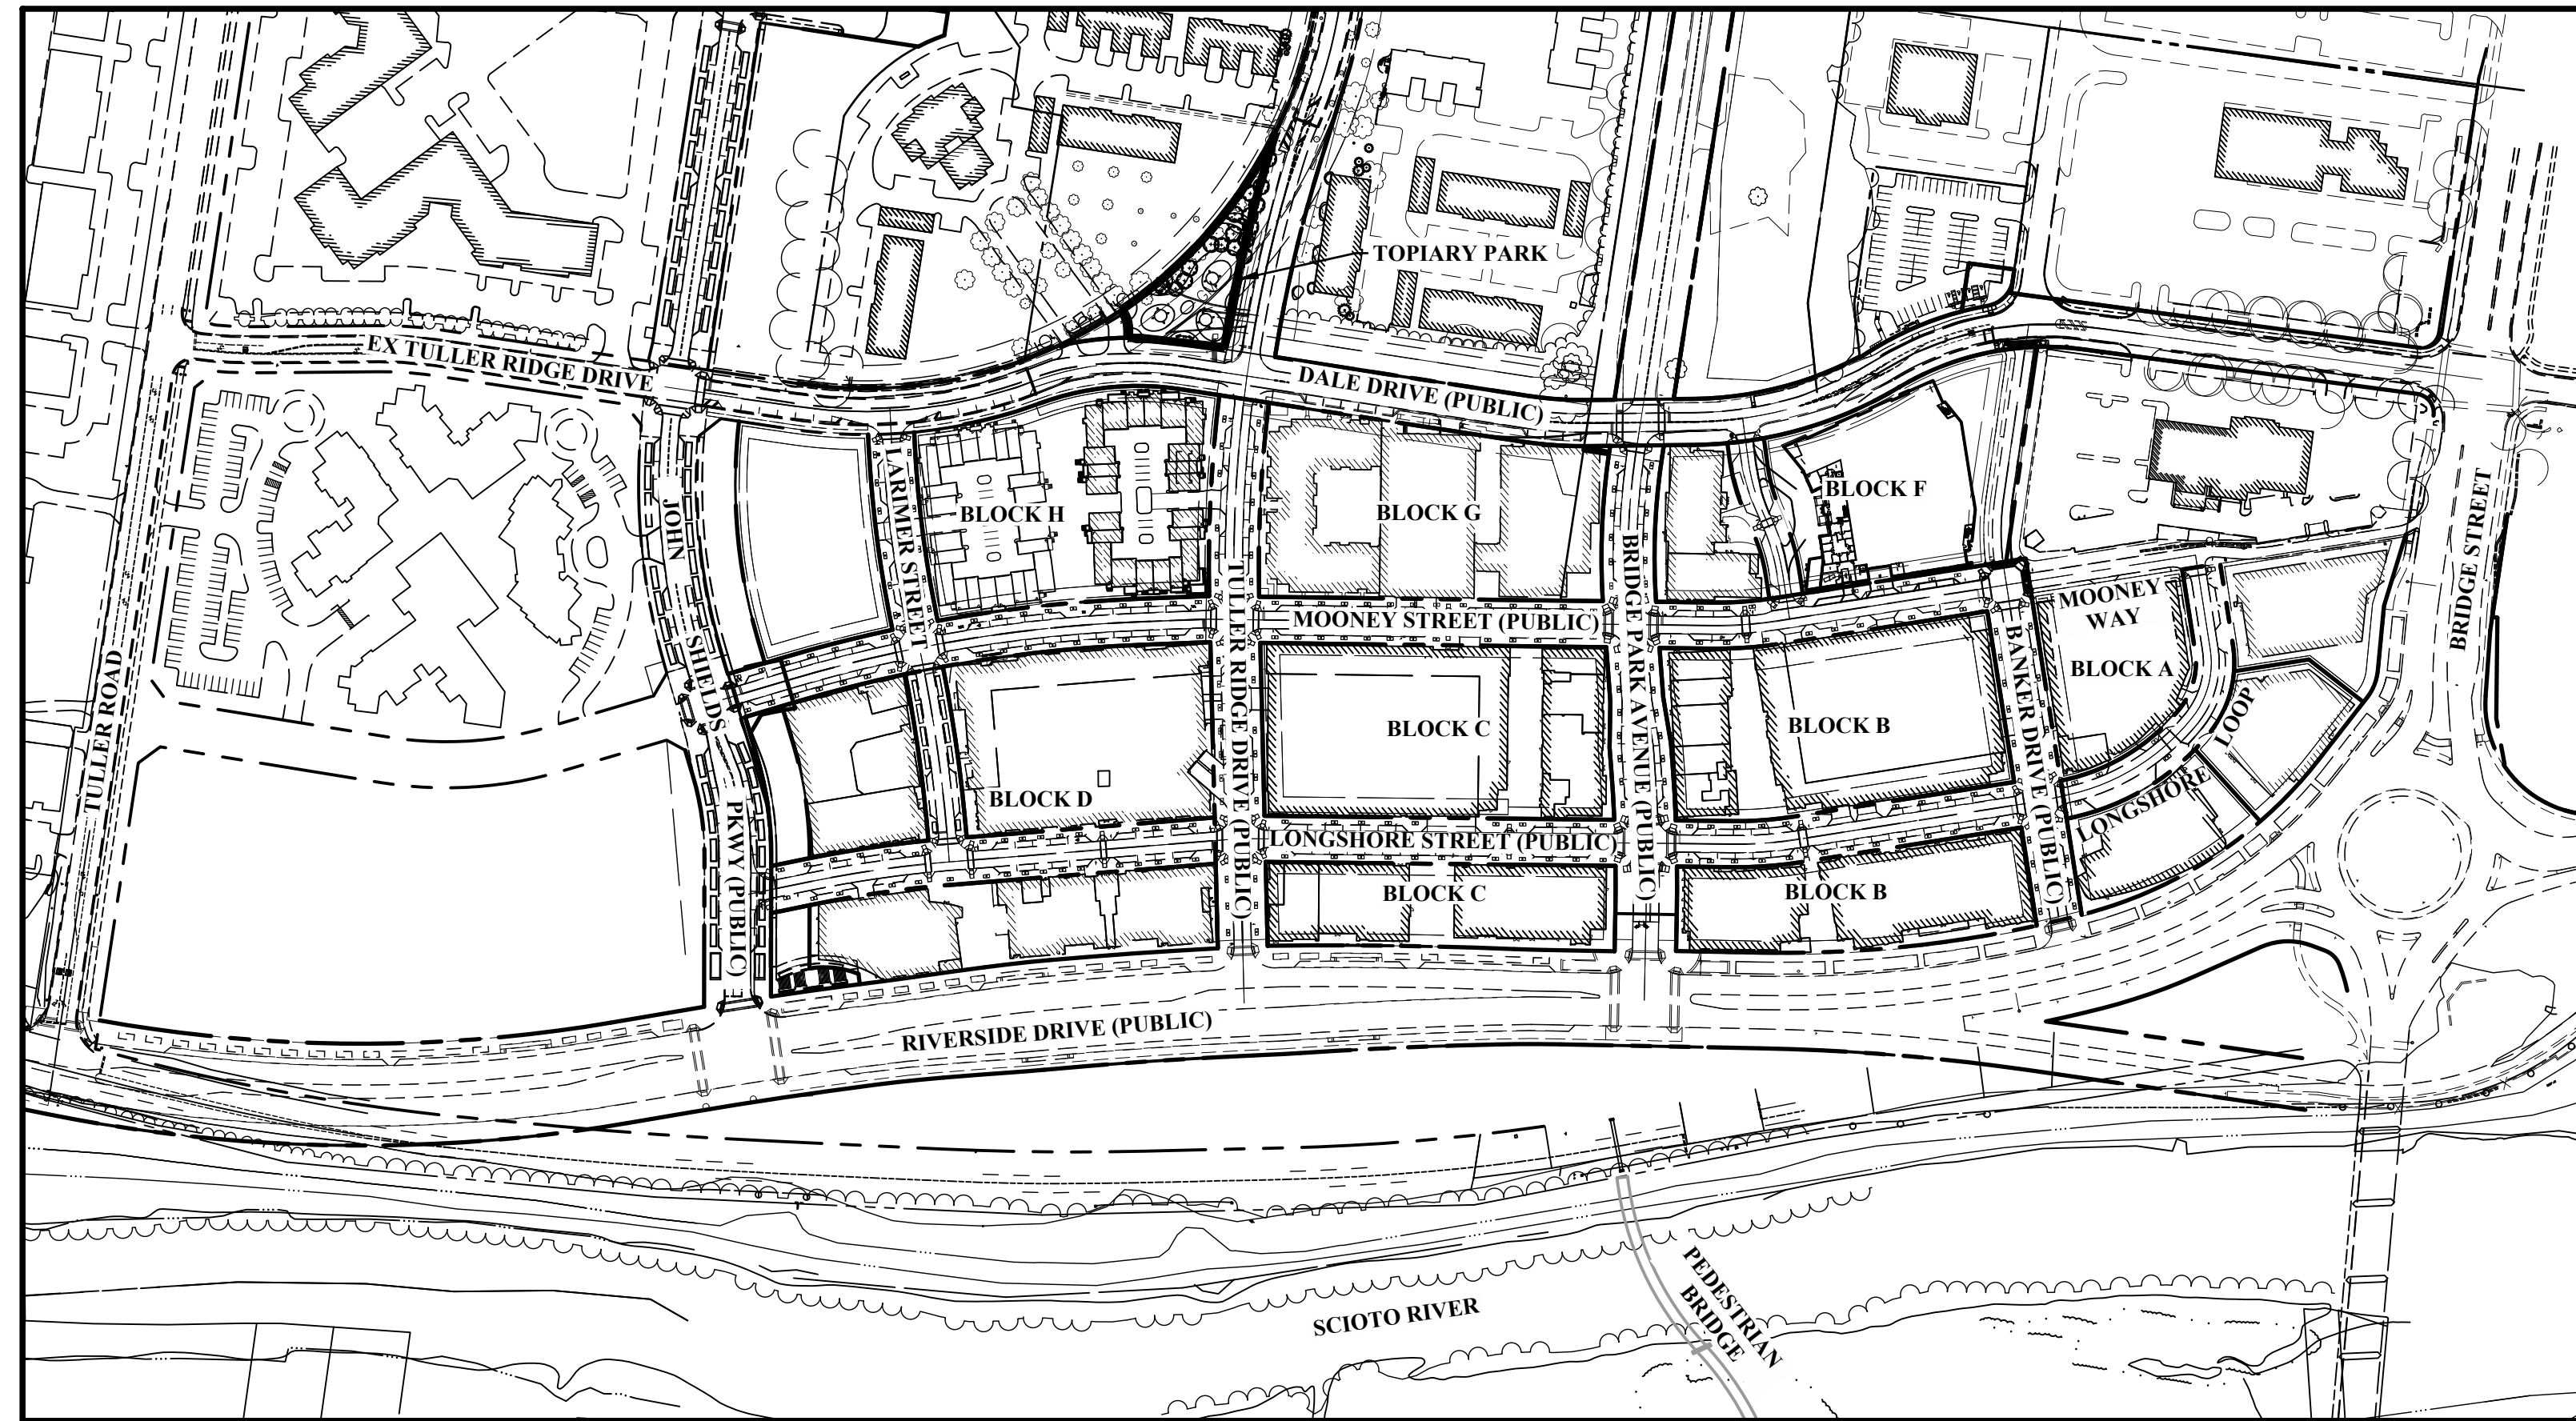 TOPIARY PARK
EX TULLER RIDGE DRIVE
DALE DRIVE (PUBLIC)
LARIMER STREET
BLOCK H
BLOCK G
BLOCK F
JOHN
SHIELDS
PKWY (PUBLIC)
TULLER RIDGE DRIVE (PUBLIC)
BRIDGE PARK AVENUE (PUBLIC)
BRIDGE STREET
MOONEY STREET (PUBLIC)
MOONEY
WAY
BLOCK A
BANKER DRIVE (PUBLIC)
TULLER ROAD
BLOCK C
BLOCK B
LOOP
LONGSHORE
BLOCK D
LONGSHORE STREET (PUBLIC)
BLOCK C
BLOCK B
RIVERSIDE DRIVE (PUBLIC)
SCIOTO RIVER
PEDESTRIAN
BRIDGE